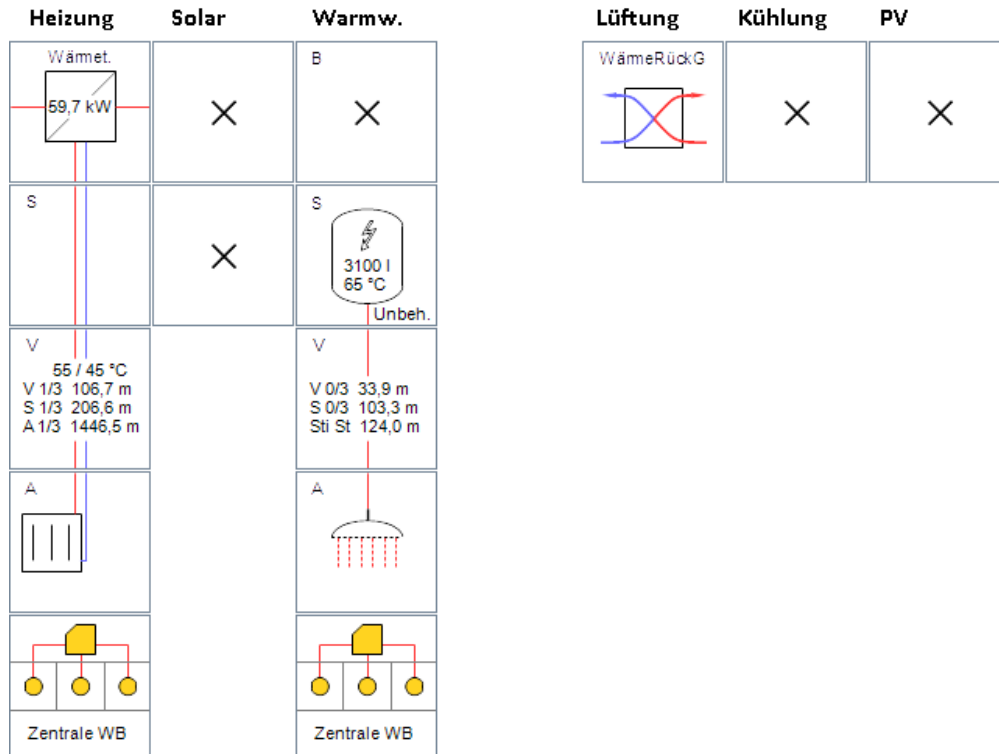 Heizung Solar Warmw. Lüftung Kühlung PV
Wärmet.
59,7 kW
B
WärmeRückG
S
S
3100 l
65 °C
Unbeh.
V
55 / 45 °C
V 1/3 106,7 m
S 1/3 206,6 m
A 1/3 1446,5 m
V
V 0/3 33,9 m
S 0/3 103,3 m
Sti St 124,0 m
A
A
Zentrale WB
Zentrale WB